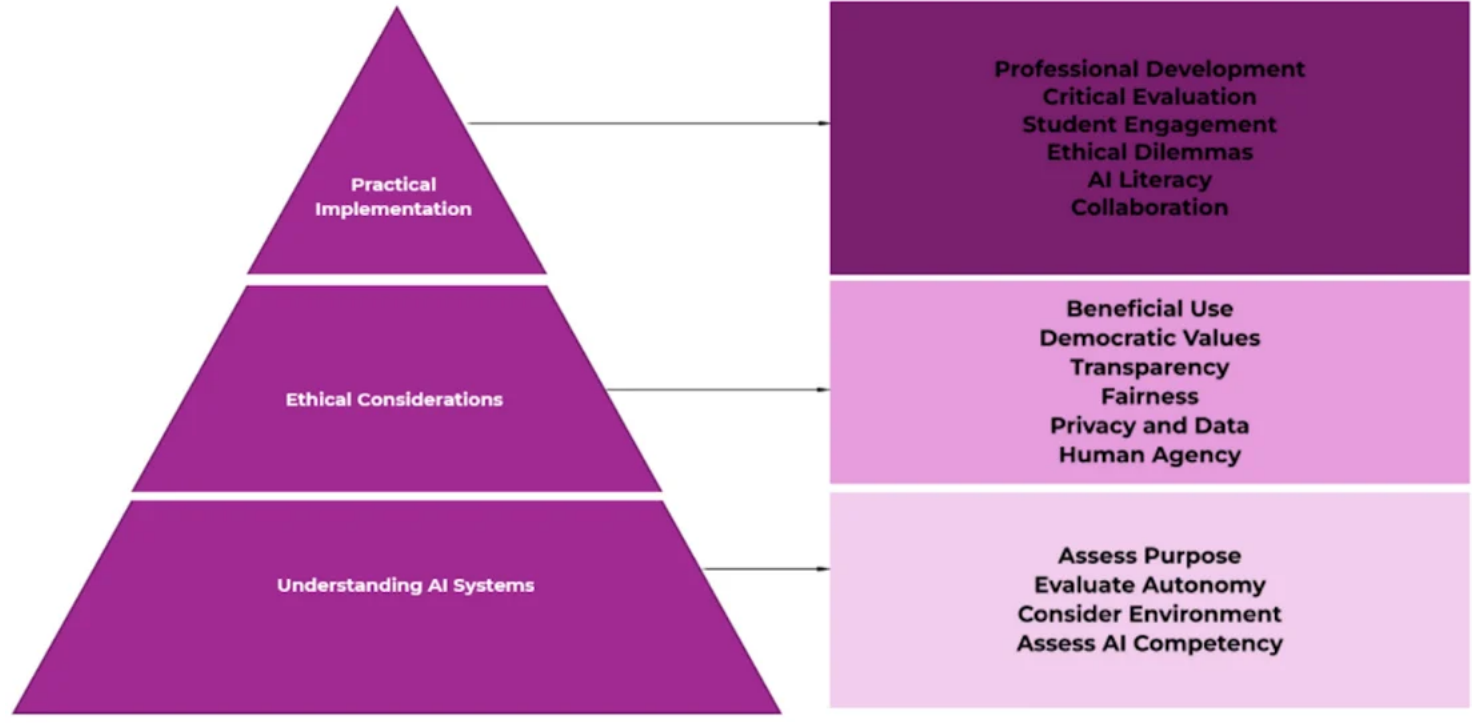 Practical
Implementation
Professional Development
Critical Evaluation
Student Engagement
Ethical Dilemmas
AI Literacy
Collaboration
Ethical Considerations
Beneficial Use
Democratic Values
Transparency
Fairness
Privacy and Data
Human Agency
Understanding AI Systems
Assess Purpose
Evaluate Autonomy
Consider Environment
Assess AI Competency